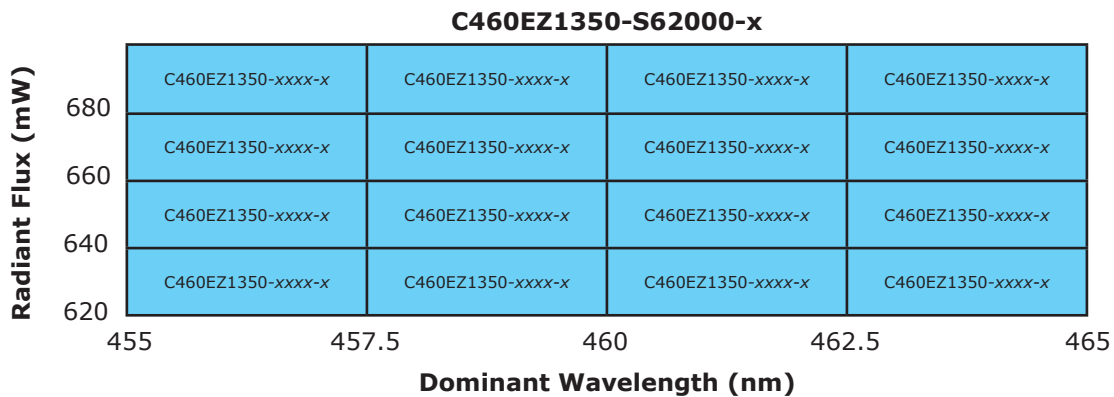 C460EZ1350-S62000-x
Radiant Flux (mW)
C460EZ1350-xxxx-x C460EZ1350-xxxx-x C460EZ1350-xxxx-x C460EZ1350-xxxx-x
680
C460EZ1350-xxxx-x C460EZ1350-xxxx-x C460EZ1350-xxxx-x C460EZ1350-xxxx-x
660
C460EZ1350-xxxx-x C460EZ1350-xxxx-x C460EZ1350-xxxx-x C460EZ1350-xxxx-x
640
C460EZ1350-xxxx-x C460EZ1350-xxxx-x C460EZ1350-xxxx-x C460EZ1350-xxxx-x
620
455 457.5 460 462.5 465
Dominant Wavelength (nm)